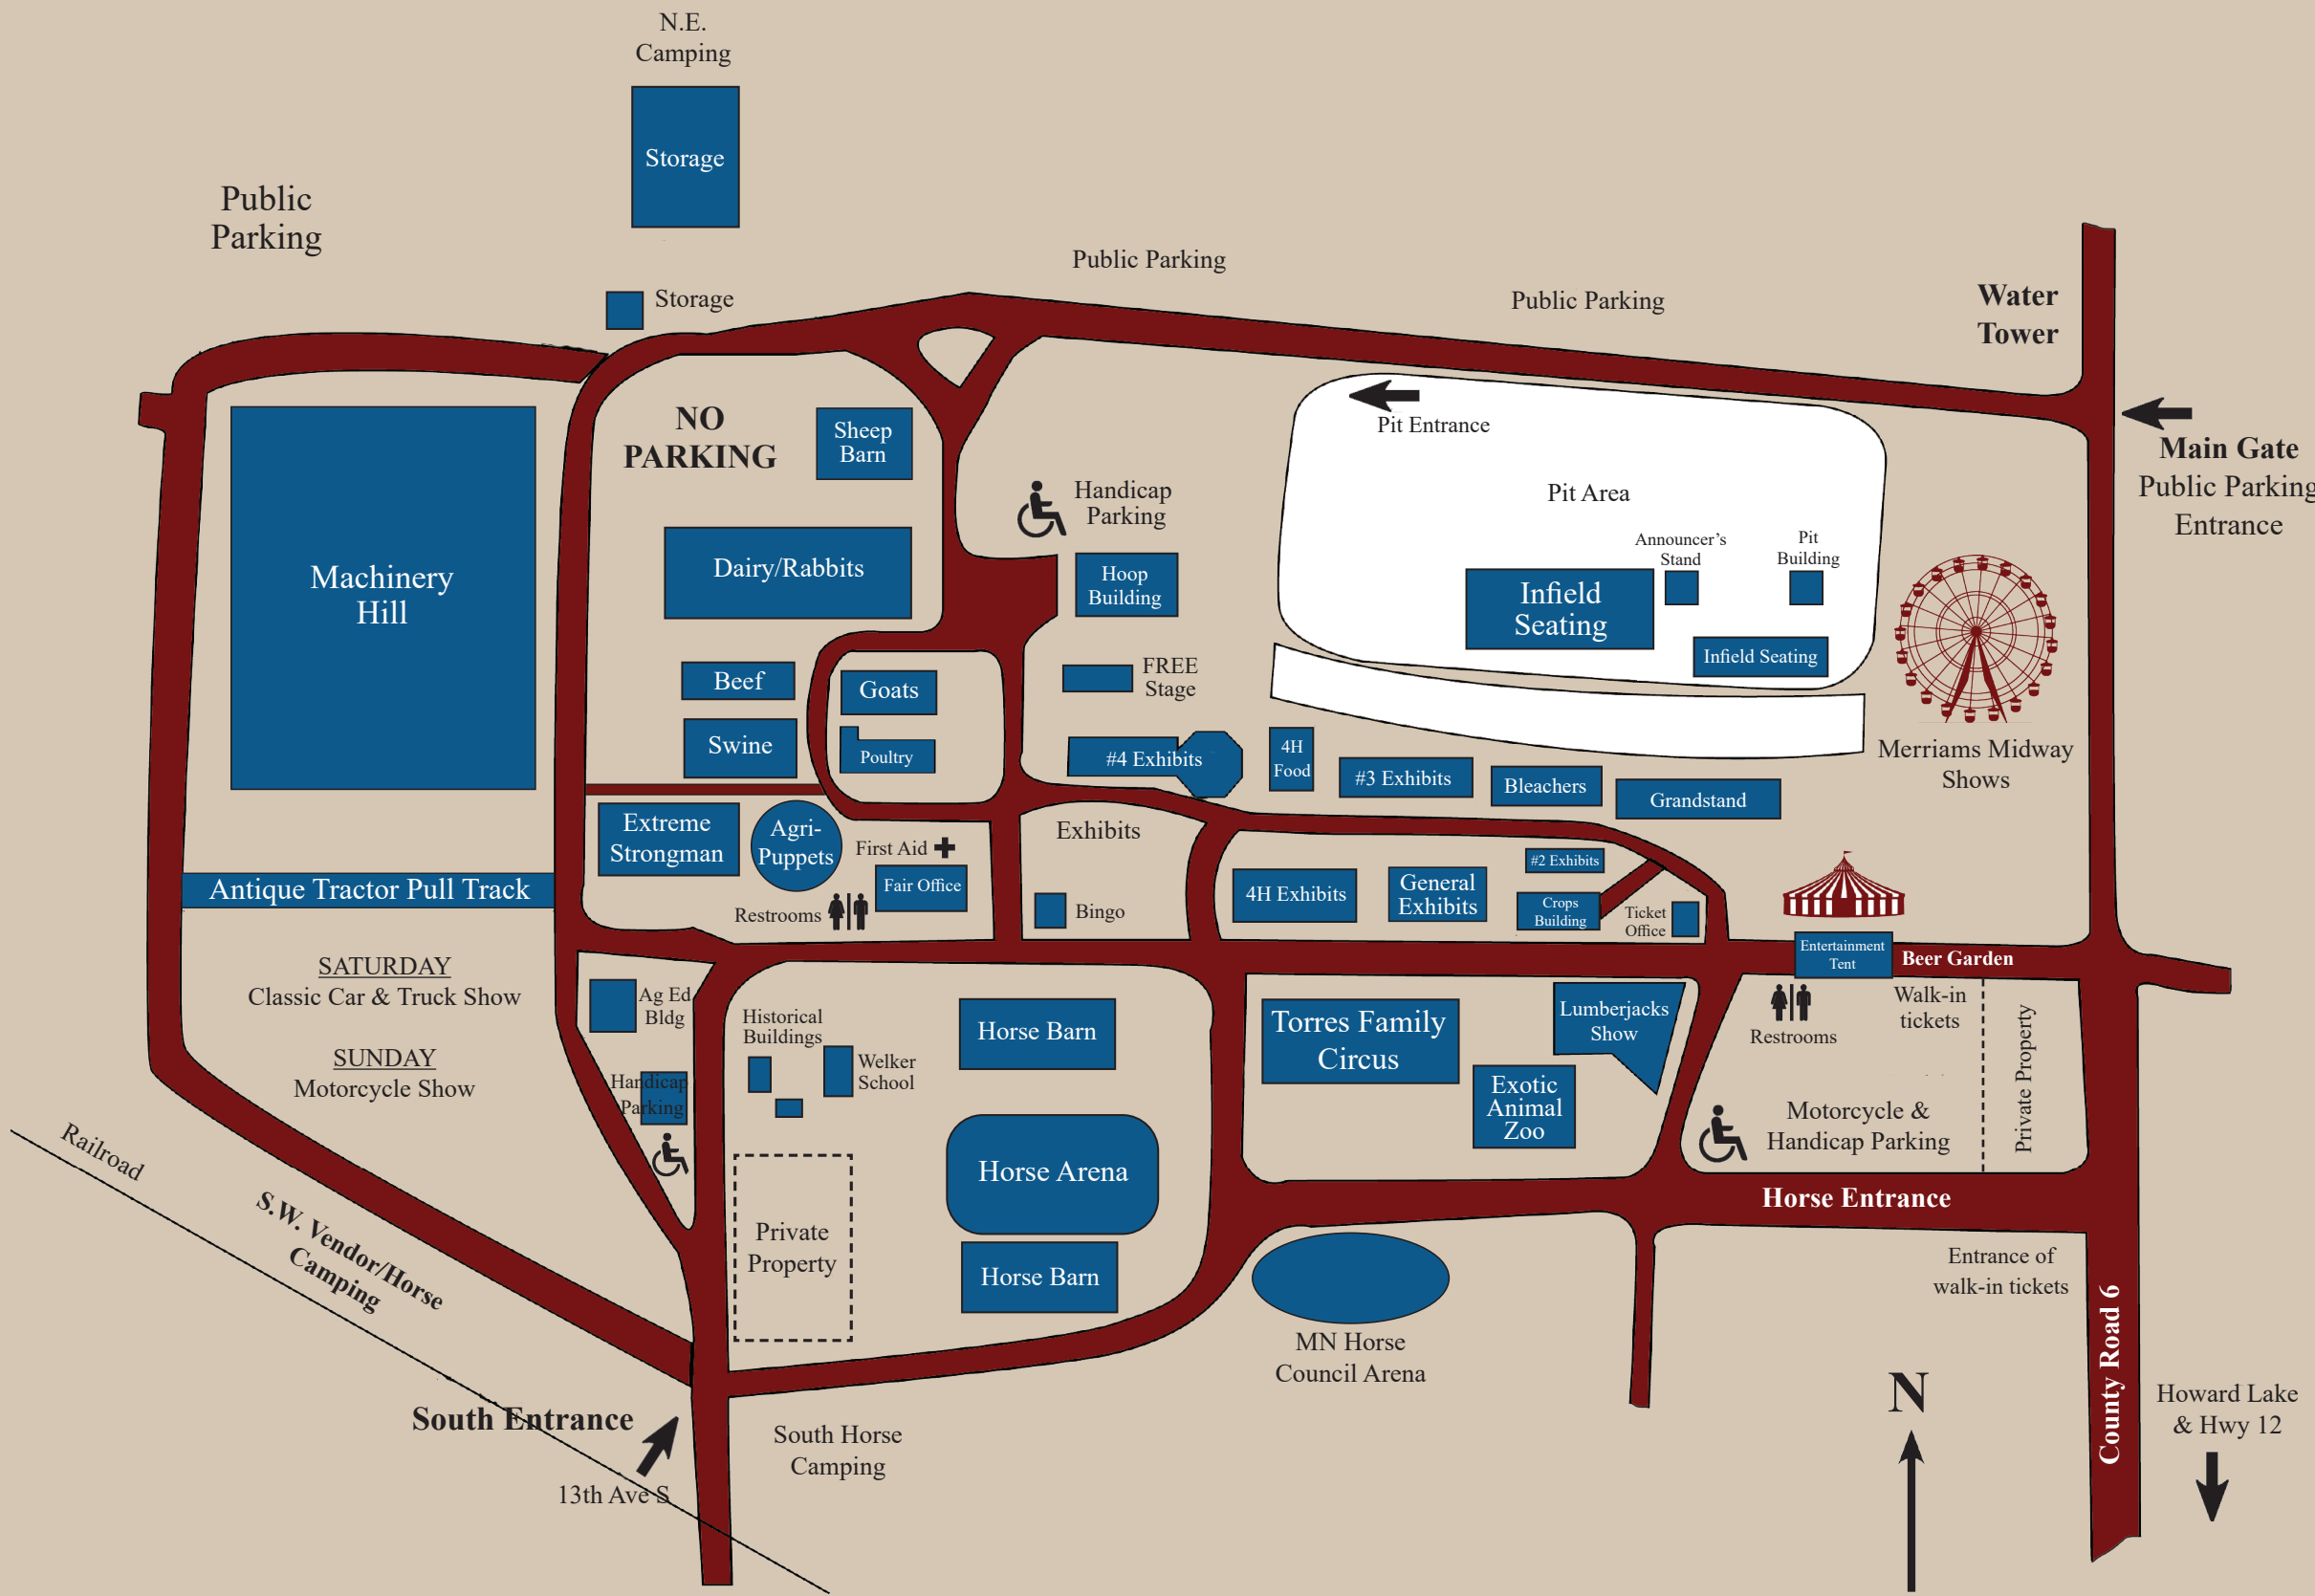 N.E.
Camping
Storage
Public
Parking
Storage
Public Parking
Public Parking
Water
Tower
Main Gate
Public Parking
Entrance
NO
PARKING
Sheep
Barn
Machinery
Hill
Dairy/Rabbits
Handicap
Parking
Hoop
Building
Pit Entrance
Pit Area
Announcer's
Stand
Pit
Building
Infield
Seating
Infield Seating
Beef
Goats
FREE
Stage
Swine
Poultry
#4 Exhibits
4H
Food
#3 Exhibits
Bleachers
Grandstand
Merriams Midway
Shows
Extreme
Strongman
Agri-
Puppets
First Aid
Fair Office
Restrooms
Exhibits
Bingo
4H Exhibits
General
Exhibits
#2 Exhibits
Crops
Building
Ticket
Office
Antique Tractor Pull Track
Entertainment
Tent
Beer Garden
SATURDAY
Classic Car & Truck Show
SUNDAY
Motorcycle Show
Ag Ed
Bldg
Handicap
Parking
Historical
Buildings
Welker
School
Horse Barn
Torres Family
Circus
Lumberjacks
Show
Exotic
Animal
Zoo
Restrooms
Walk-in
tickets
Private Property
Motorcycle &
Handicap Parking
Horse Arena
Private
Property
Horse Barn
Horse Entrance
Entrance of
walk-in tickets
Railroad
S.W. Vendor/Horse
Camping
MN Horse
Council Arena
South Entrance
13th Ave S
South Horse
Camping
N
County Road 6
Howard Lake
& Hwy 12